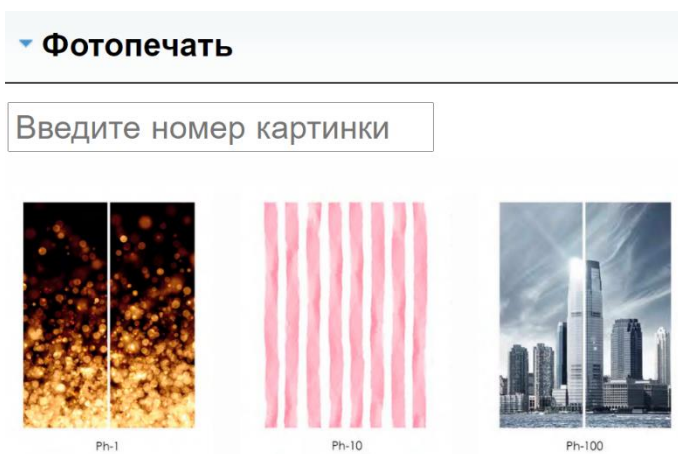 Фотопечать
Введите номер картинки
Ph-1
Ph-10
Ph-100